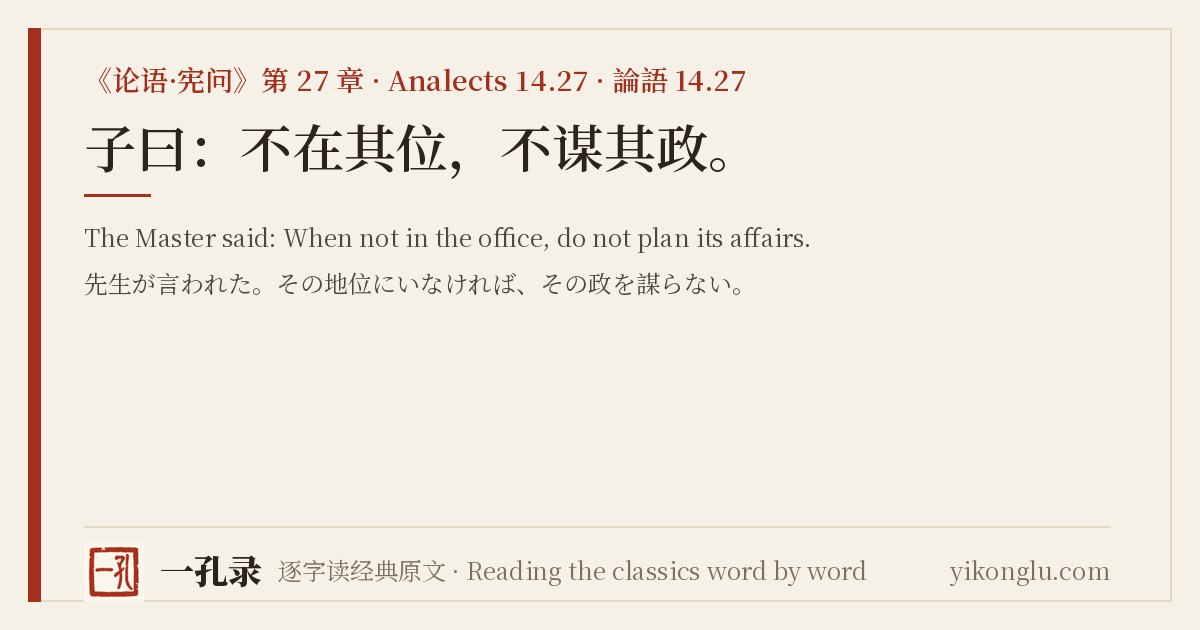 《论语·宪问》第 27 章 · Analects 14.27 · 論語 14.27
子曰：不在其位，不谋其政。
The Master said: When not in the office, do not plan its affairs.
先生が言われた。その地位にいなければ、その政を謀らない。
一孔
一孔录 逐字读经典原文 · Reading the classics word by word yikonglu.com